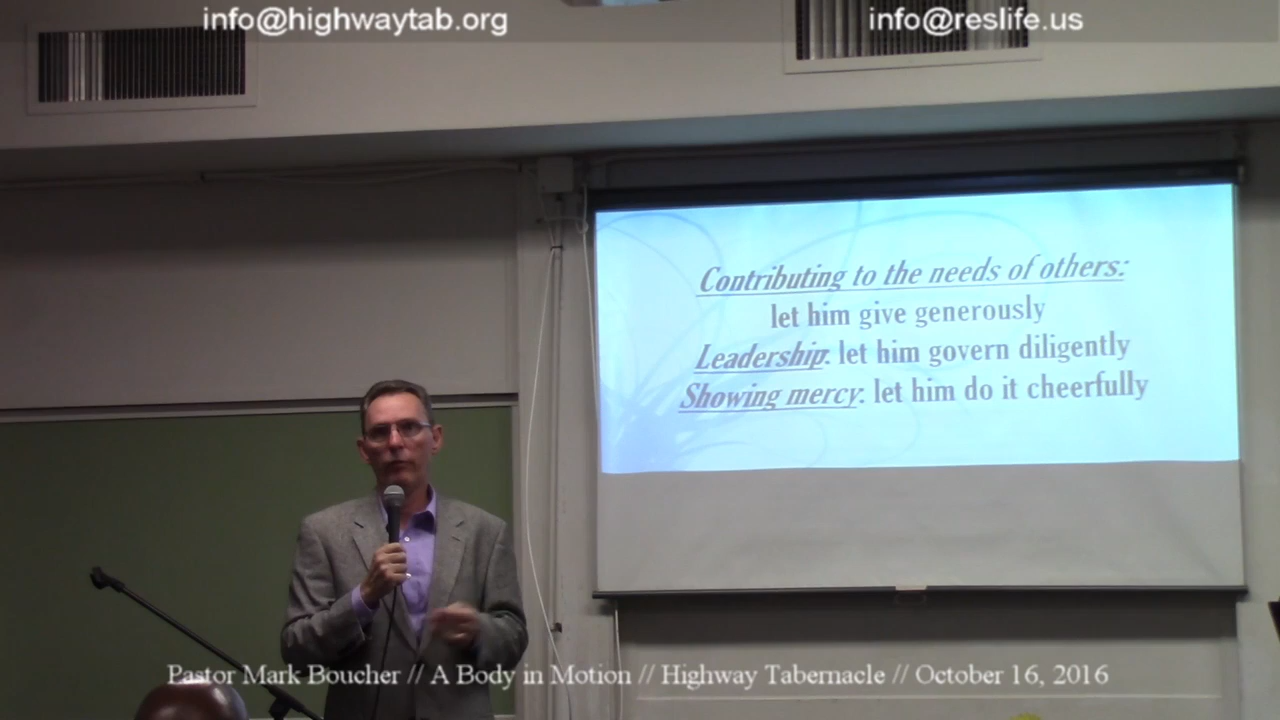 info@highwaytab.org
info@reslife.us
Contributing to the needs of others:
let him give generously
Leadership: let him govern diligently
Showing mercy: let him do it cheerfully
Pastor Mark Boucher // A Body in Motion // Highway Tabernacle // October 16, 2016